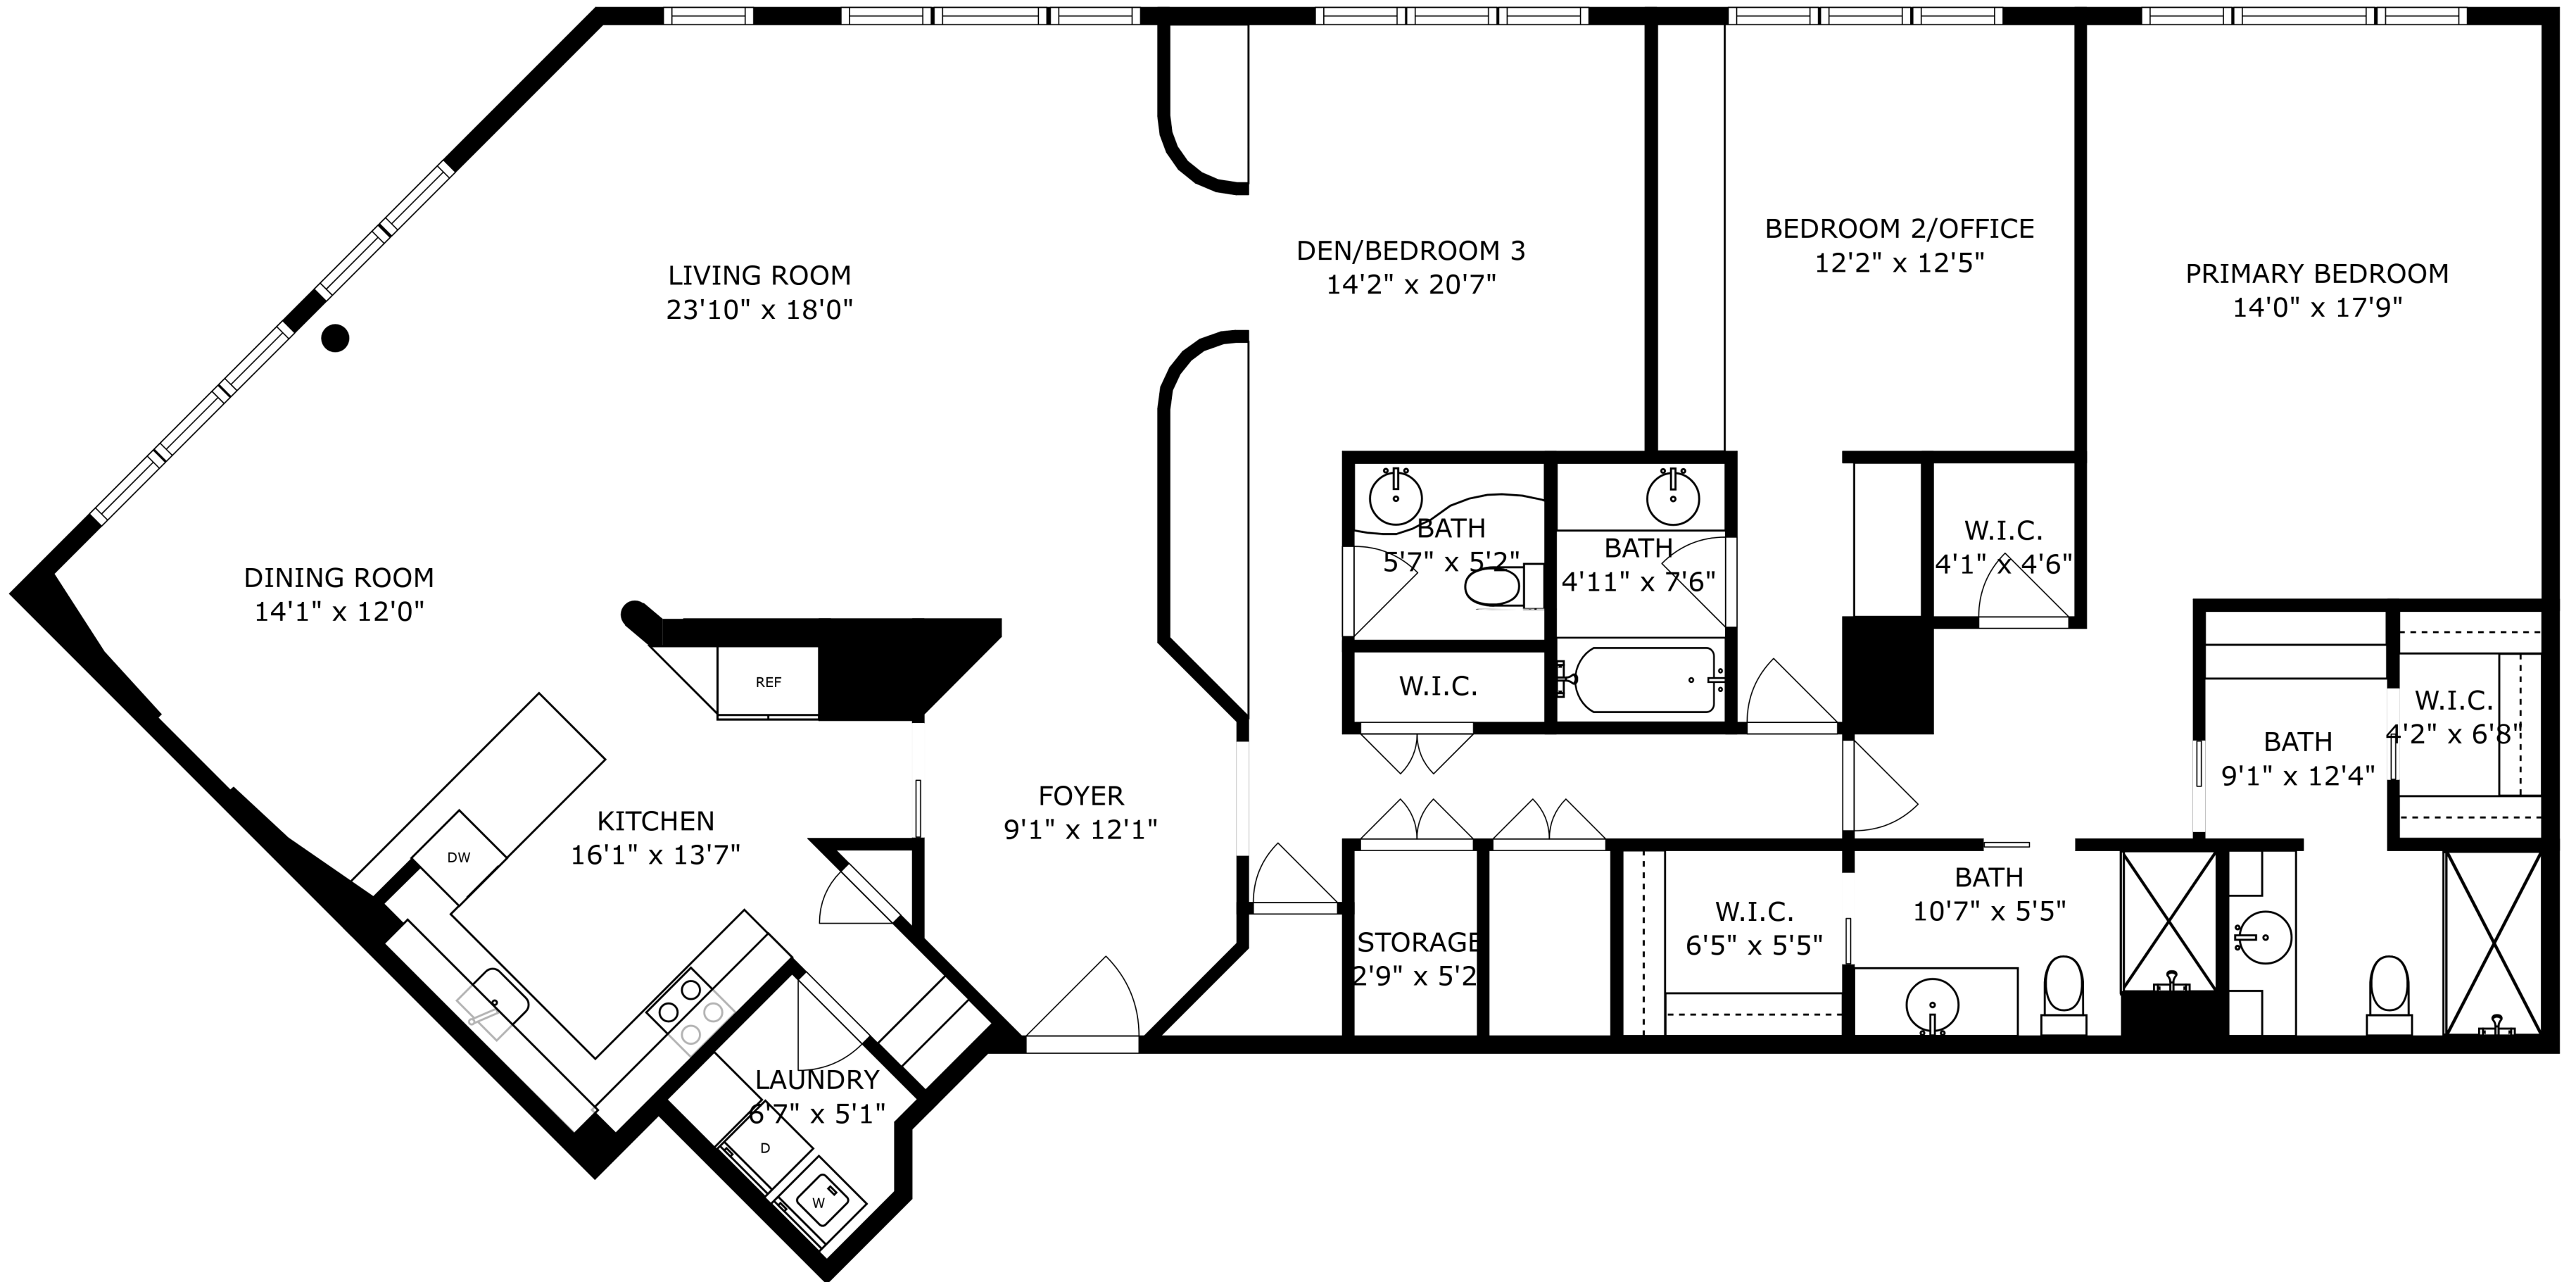 LIVING ROOM
23'10" x 18'0"
DEN/BEDROOM 3
14'2" x 20'7"
BEDROOM 2/OFFICE
12'2" x 12'5"
PRIMARY BEDROOM
14'0" x 17'9"
DINING ROOM
14'1" x 12'0"
BATH
5'7" x 5'2"
BATH
4'11" x 7'6"
W.I.C.
4'1" x 4'6"
REF
W.I.C.
W.I.C.
4'2" x 6'8"
BATH
9'1" x 12'4"
KITCHEN
16'1" x 13'7"
DW
FOYER
9'1" x 12'1"
STORAGE
2'9" x 5'2
W.I.C.
6'5" x 5'5"
BATH
10'7" x 5'5"
LAUNDRY
6'7" x 5'1"
D
W